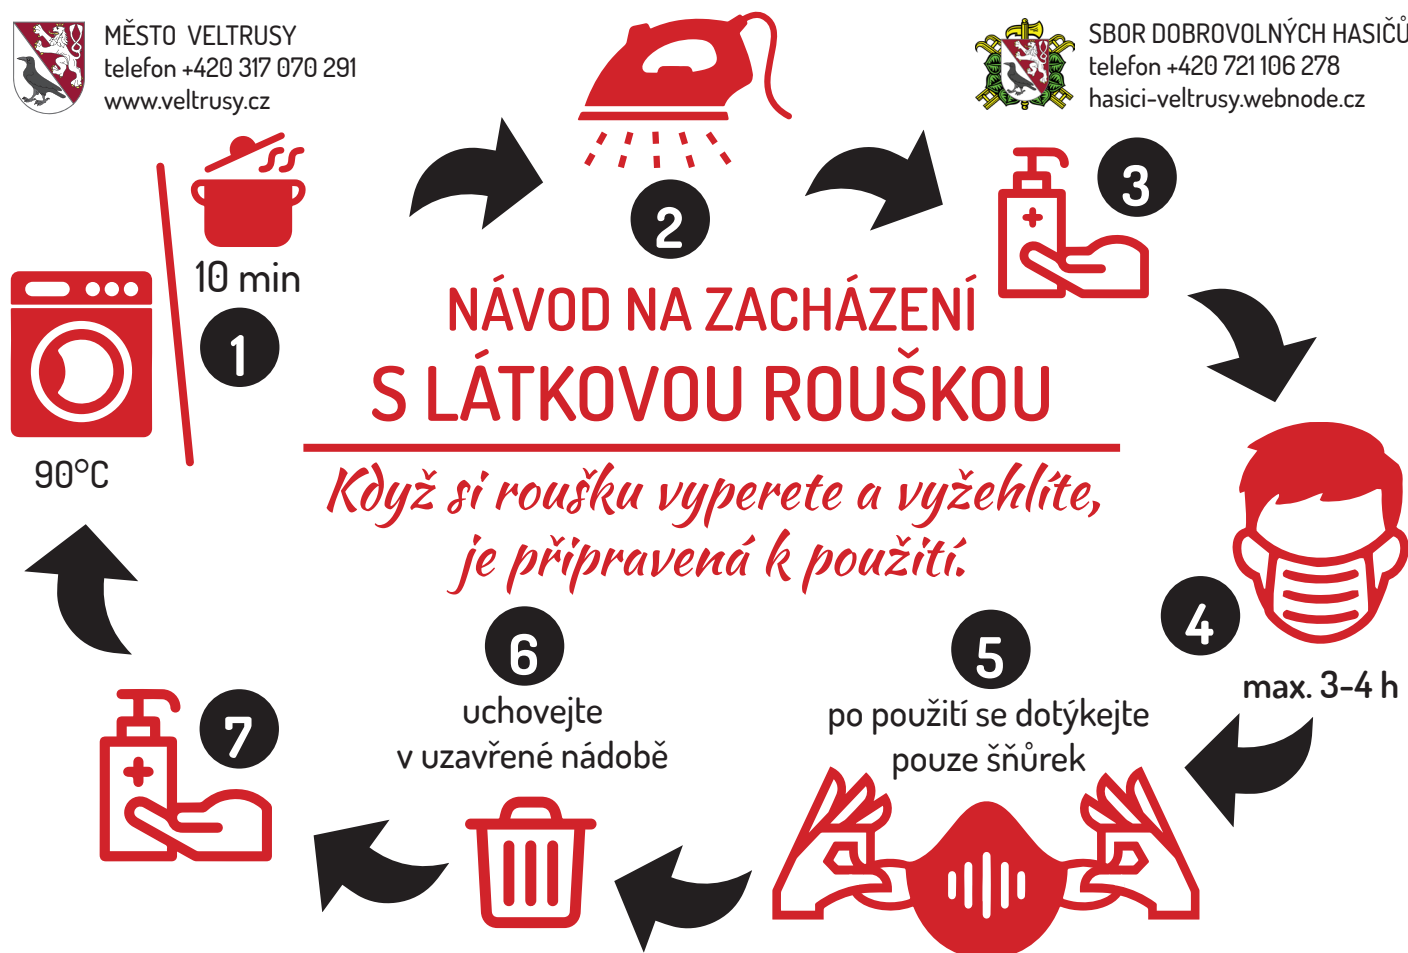 MĚSTO VELTRUSY
telefon +420 317 070 291
www.veltrusy.cz
SBOR DOBROVOLNÝCH HASIČŮ
telefon +420 721 106 278
hasici-veltrusy.webnode.cz
NÁVOD NA ZACHÁZENÍ
S LÁTKOVOU ROUŠKOU
Když si roušku vyperete a vyžehlíte,
je připravená k použití.
10 min
1
90°C
2
3
4
max. 3-4 h
5
po použití se dotýkejte
pouze šňůrek
6
uchovejte
v uzavřené nádobě
7